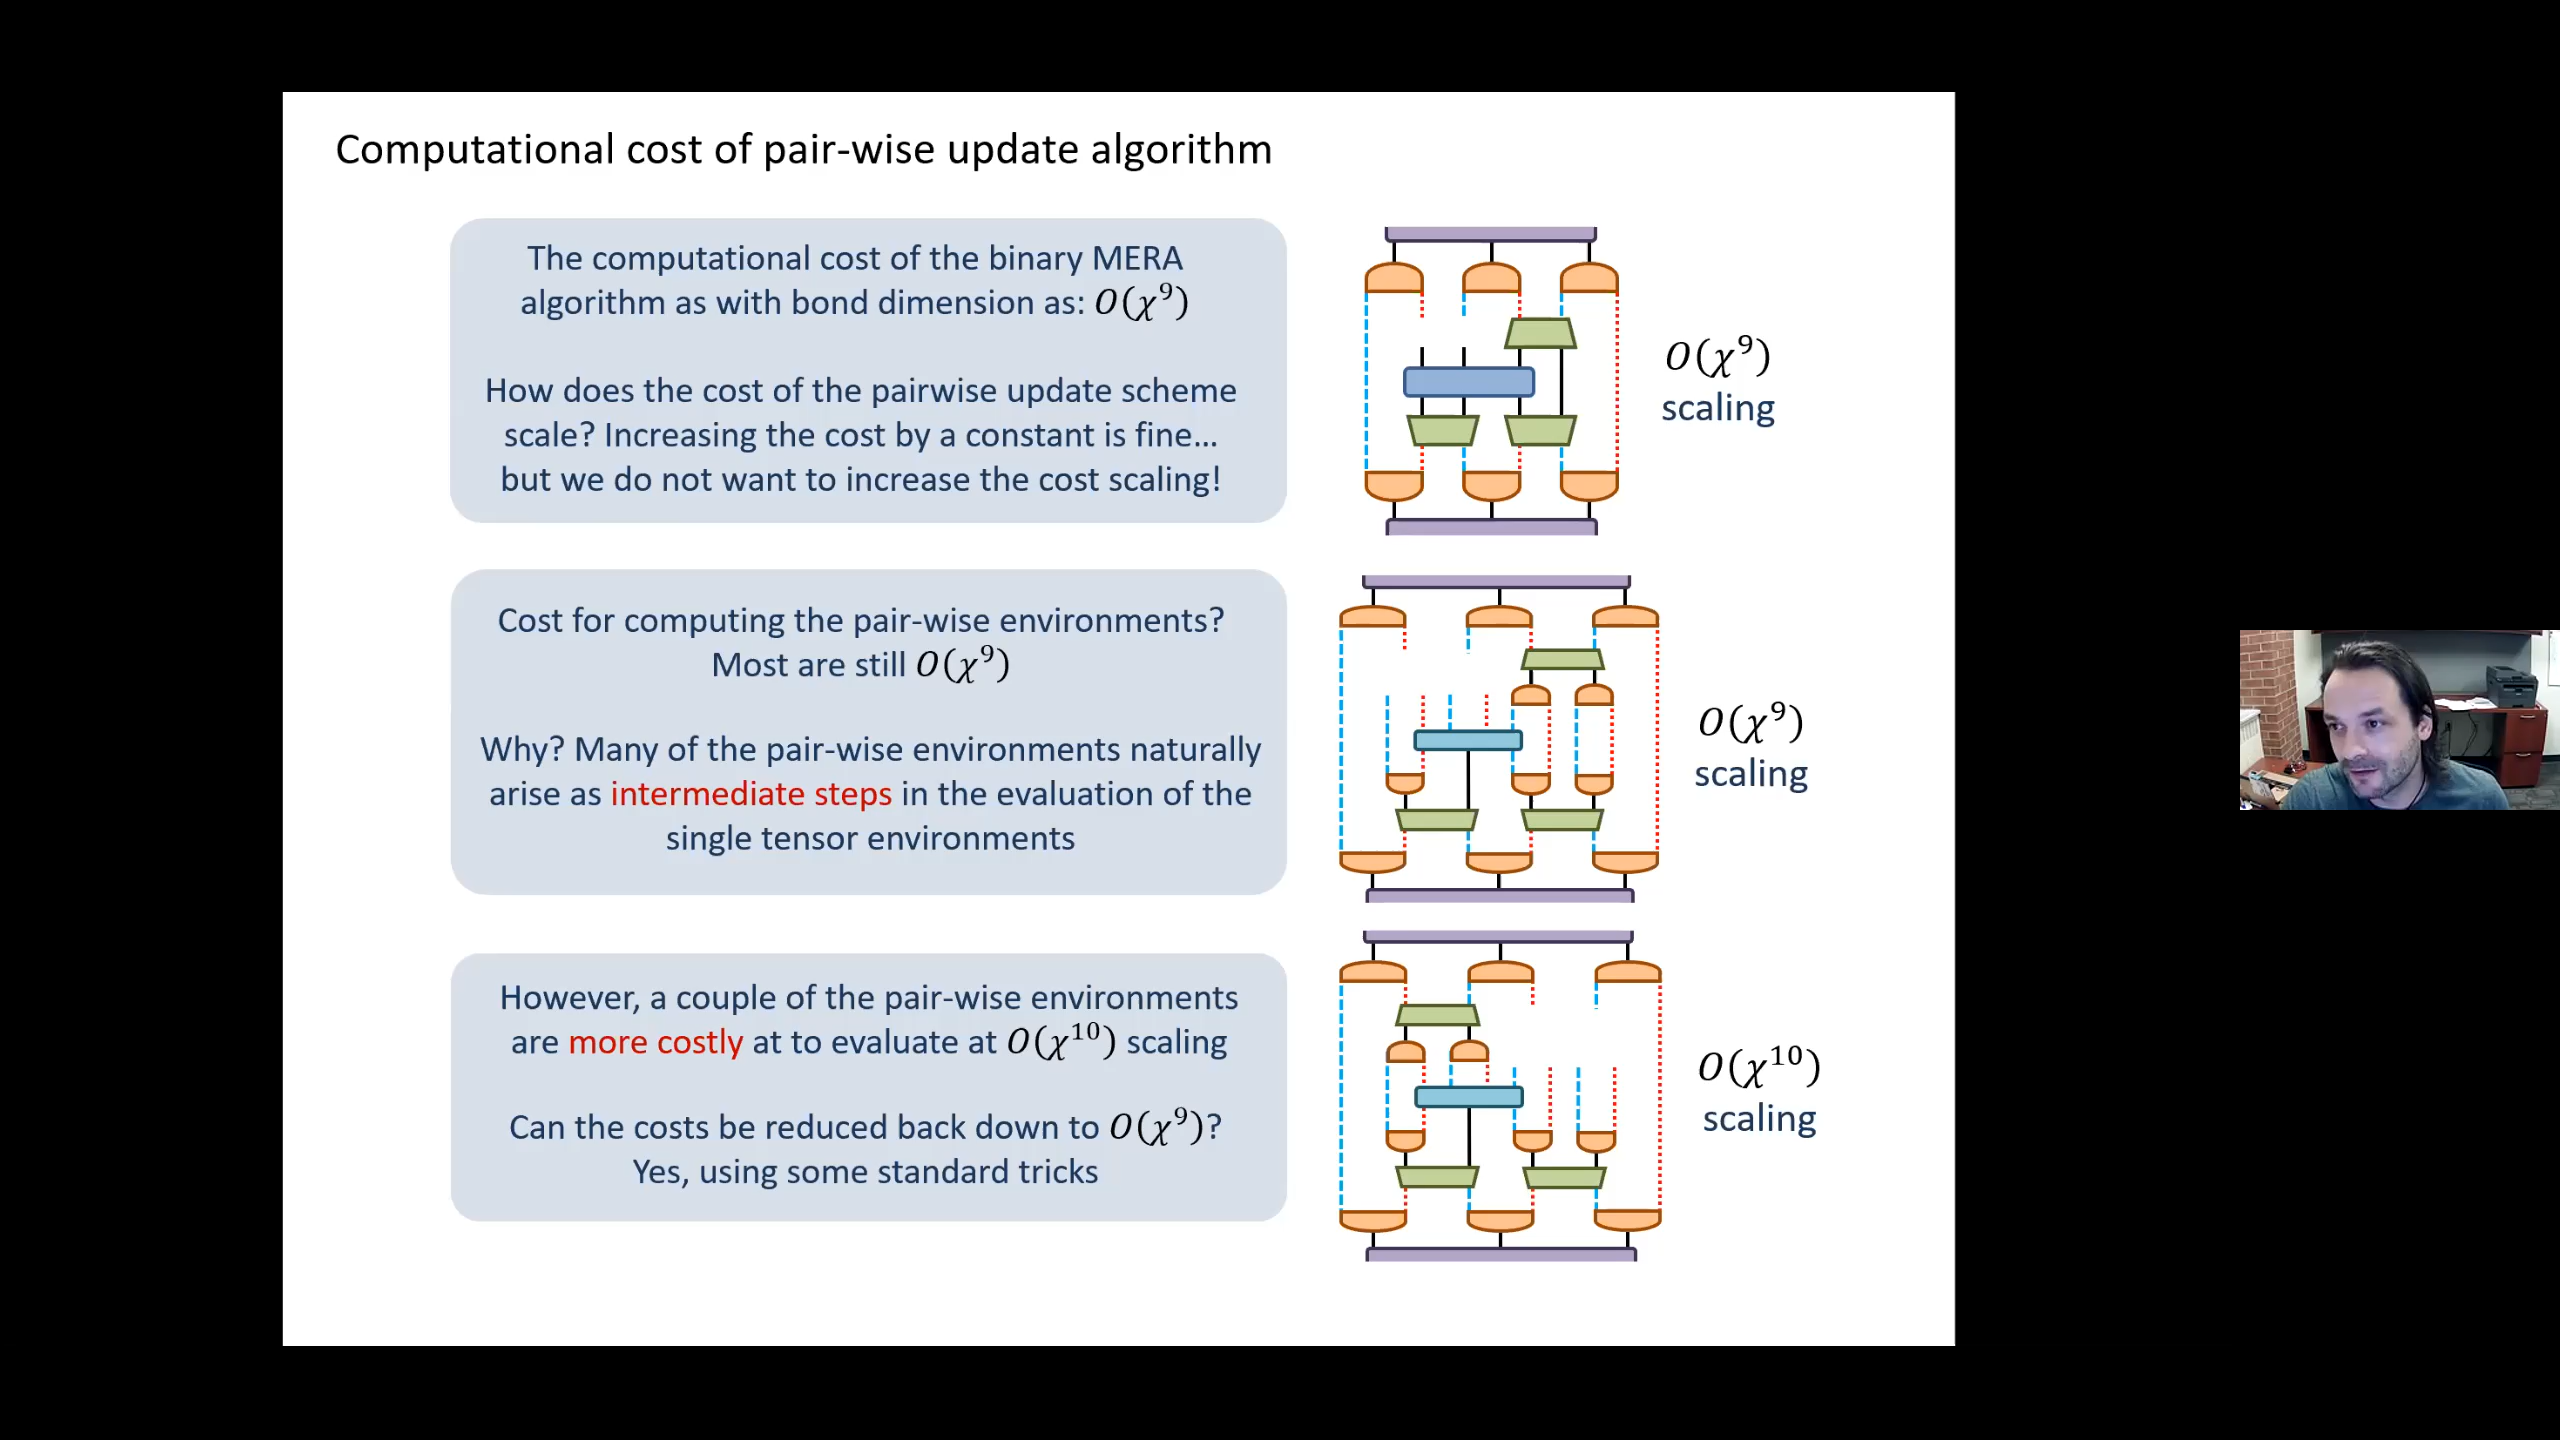 Computational cost of pair-wise update algorithm
The computational cost of the binary MERA
algorithm as with bond dimension as: O(χ⁹)
How does the cost of the pairwise update scheme
scale? Increasing the cost by a constant is fine…
but we do not want to increase the cost scaling!
O(χ⁹)
scaling
Cost for computing the pair-wise environments?
Most are still O(χ⁹)
Why? Many of the pair-wise environments naturally
arise as intermediate steps in the evaluation of the
single tensor environments
O(χ⁹)
scaling
However, a couple of the pair-wise environments
are more costly at to evaluate at O(χ¹⁰) scaling
Can the costs be reduced back down to O(χ⁹)?
Yes, using some standard tricks
O(χ¹⁰)
scaling